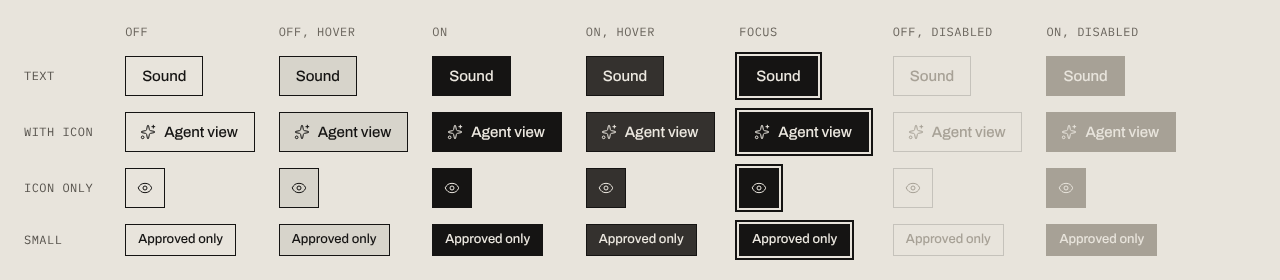 OFF OFF, HOVER ON ON, HOVER FOCUS OFF, DISABLED ON, DISABLED
TEXT Sound Sound Sound Sound Sound Sound Sound
WITH ICON Agent view Agent view Agent view Agent view Agent view Agent view Agent view
ICON ONLY
SMALL Approved only Approved only Approved only Approved only Approved only Approved only Approved only